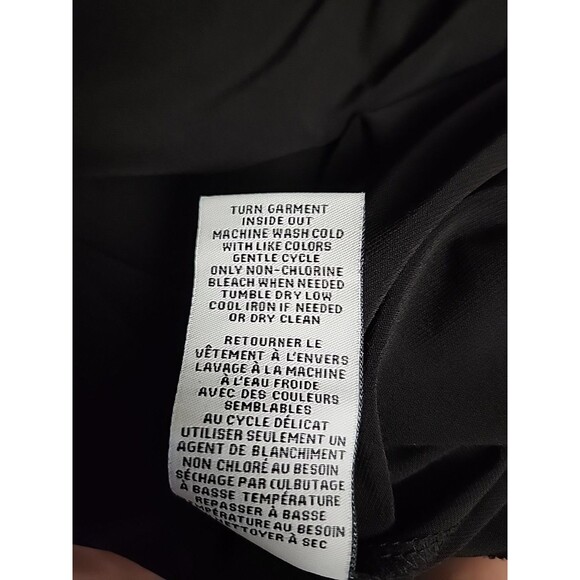 TURN GARMENT
INSIDE OUT
MACHINE WASH COLD
WITH LIKE COLORS
GENTLE CYCLE
ONLY NON-CHLORINE
BLEACH WHEN NEEDED
TUMBLE DRY LOW
COOL IRON IF NEEDED
OR DRY CLEAN
RETOURNER LE
VÊTEMENT À L'ENVERS
LAVAGE À LA MACHINE
À L'EAU FROIDE
AVEC DES COULEURS
SEMBLABLES
AU CYCLE DÉLICAT
UTILISER SEULEMENT UN
AGENT DE BLANCHIMENT
NON CHLORÉ AU BESOIN
SÉCHAGE PAR CULBUTAGE
À BASSE TEMPÉRATURE
REPASSER À BASSE
TEMPÉRATURE AU BESOIN
NETTOYER À SEC